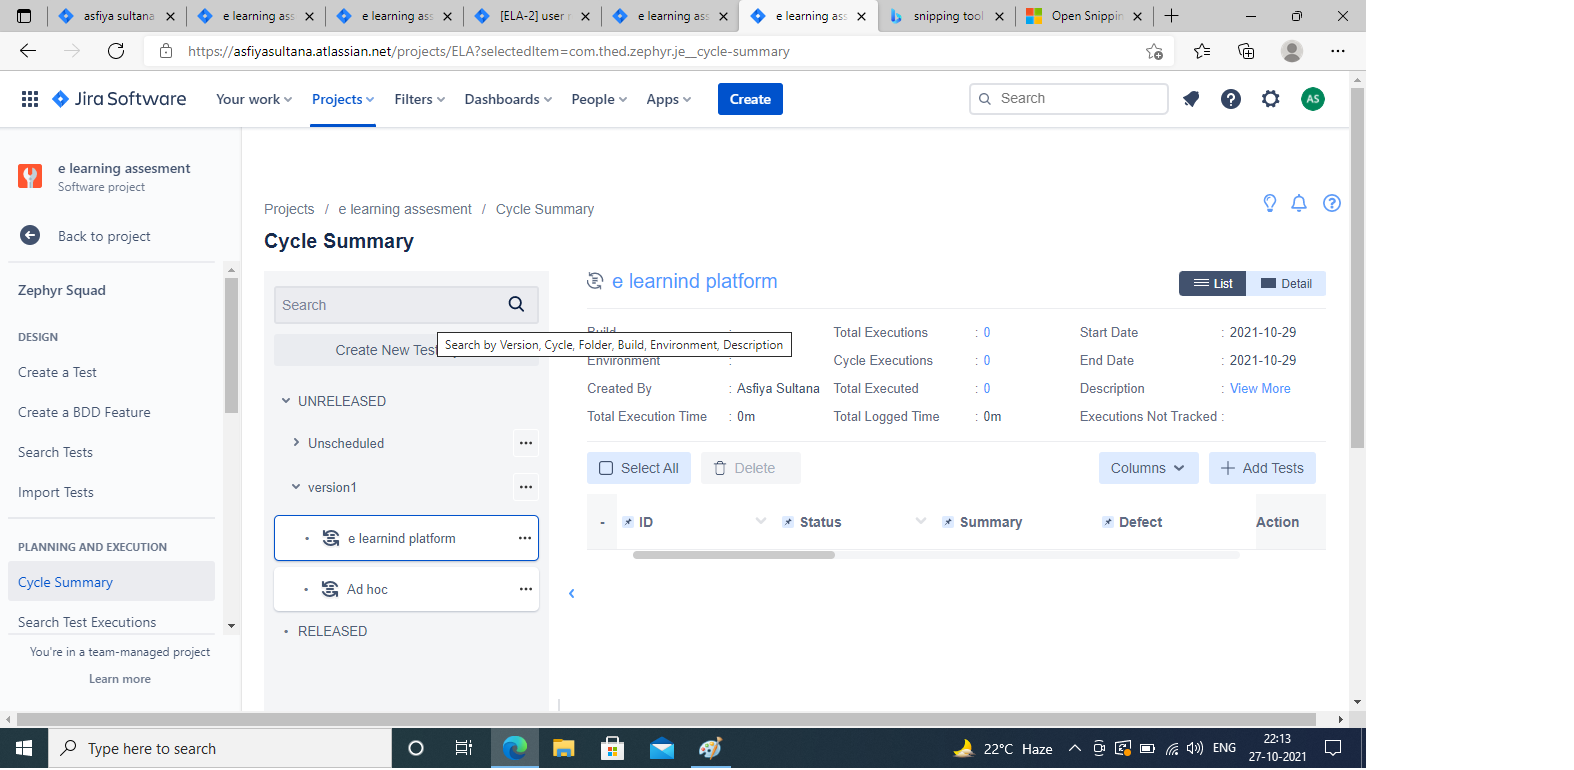 asfiya sultana
e learning ass
e learning ass
[ELA-2] user
e learning ass
e learning ass
snipping tool
Open Snippin
https://asfiyasultana.atlassian.net/projects/ELA?selectedItem=com.thed.zephyr.je__cycle-summary
Jira Software
Your work
Projects
Filters
Dashboards
People
Apps
Create
Search
AS
e learning assesment
Software project
Back to project
Zephyr Squad
DESIGN
Create a Test
Create a BDD Feature
Search Tests
Import Tests
PLANNING AND EXECUTION
Cycle Summary
Search Test Executions
You're in a team-managed project
Learn more
Projects / e learning assesment / Cycle Summary
Cycle Summary
Search
Create New Test
Search by Version, Cycle, Folder, Build, Environment, Description
UNRELEASED
Unscheduled
version1
e learnind platform
Ad hoc
RELEASED
e learnind platform
List
Detail
Build :
Total Executions : 0
Start Date : 2021-10-29
Environment :
Cycle Executions : 0
End Date : 2021-10-29
Created By : Asfiya Sultana
Total Executed : 0
Description : View More
Total Execution Time : 0m
Total Logged Time : 0m
Executions Not Tracked :
Select All
Delete
Columns
Add Tests
- ID Status Summary Defect Action
Type here to search
22°C Haze
ENG
22:13
27-10-2021